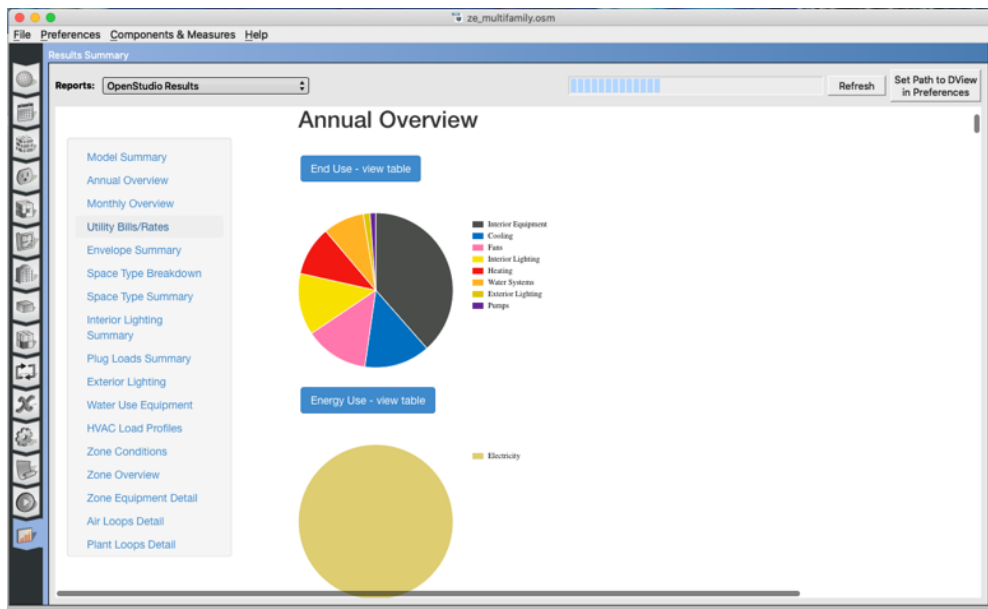 ze_multifamily.osm
File Preferences Components & Measures Help
Results Summary
Reports: OpenStudio Results
Refresh
Set Path to DView
in Preferences
Model Summary
Annual Overview
Monthly Overview
Utility Bills/Rates
Envelope Summary
Space Type Breakdown
Space Type Summary
Interior Lighting
Summary
Plug Loads Summary
Exterior Lighting
Water Use Equipment
HVAC Load Profiles
Zone Conditions
Zone Overview
Zone Equipment Detail
Air Loops Detail
Plant Loops Detail
Annual Overview
End Use - view table
Interior Equipment
Cooling
Fans
Interior Lighting
Heating
Water Systems
Exterior Lighting
Pumps
Energy Use - view table
Electricity